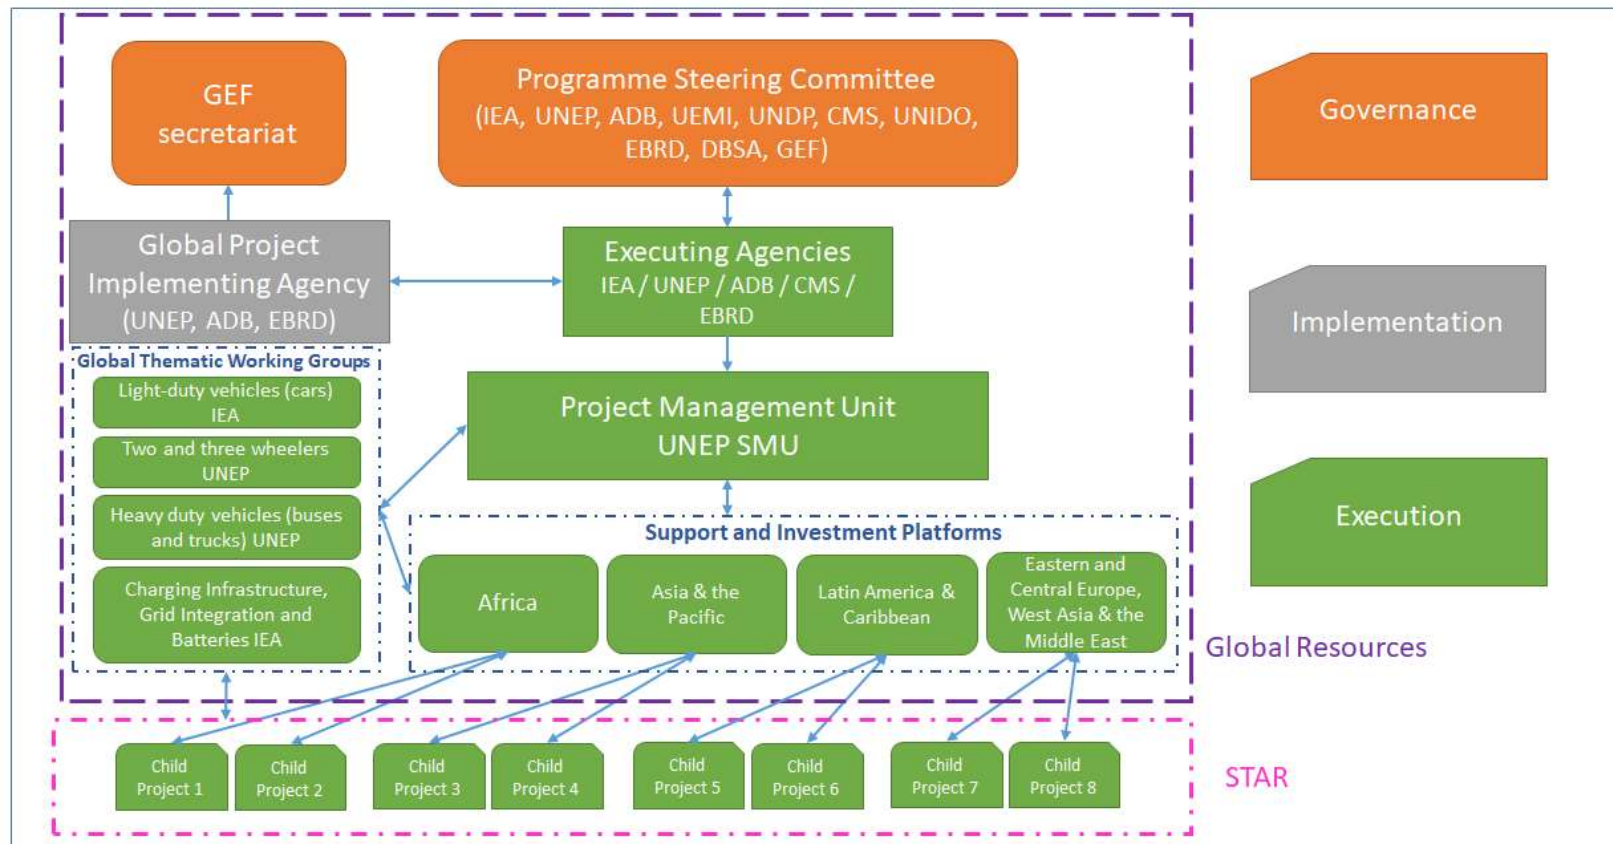 GEF
secretariat
Programme Steering Committee
(IEA, UNEP, ADB, UEMI, UNDP, CMS, UNIDO,
EBRD, DBSA, GEF)
Governance
Global Project
Implementing Agency
(UNEP, ADB, EBRD)
Executing Agencies
IEA / UNEP / ADB / CMS /
EBRD
Implementation
Global Thematic Working Groups
Light-duty vehicles (cars)
IEA
Two and three wheelers
UNEP
Heavy duty vehicles (buses
and trucks) UNEP
Charging Infrastructure,
Grid Integration and
Batteries IEA
Project Management Unit
UNEP SMU
Execution
Support and Investment Platforms
Africa
Asia & the
Pacific
Latin America &
Caribbean
Eastern and
Central Europe,
West Asia & the
Middle East
Global Resources
Child
Project 1
Child
Project 2
Child
Project 3
Child
Project 4
Child
Project 5
Child
Project 6
Child
Project 7
Child
Project 8
STAR